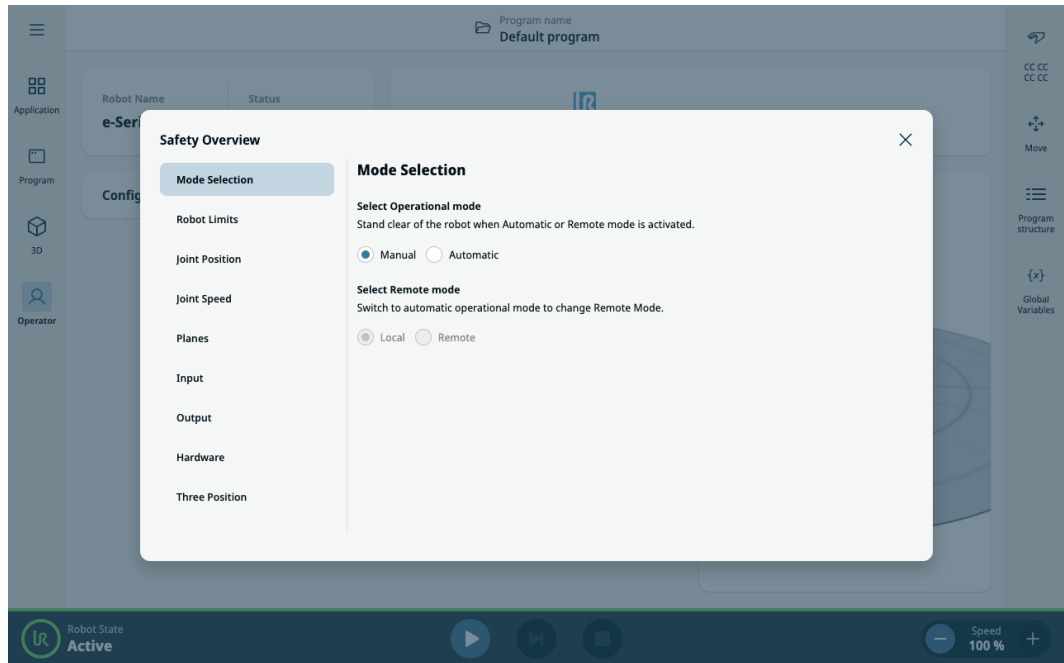 Program name
Default program
Application
Program
3D
Operator
Robot Name
Status
e-Seri
Config
Safety Overview
Mode Selection
Robot Limits
Joint Position
Joint Speed
Planes
Input
Output
Hardware
Three Position
Mode Selection
Select Operational mode
Stand clear of the robot when Automatic or Remote mode is activated.
Manual
Automatic
Select Remote mode
Switch to automatic operational mode to change Remote Mode.
Local
Remote
CC CC
CC CC
Move
Program
structure
{x}
Global
Variables
Robot State
Active
Speed
100 %